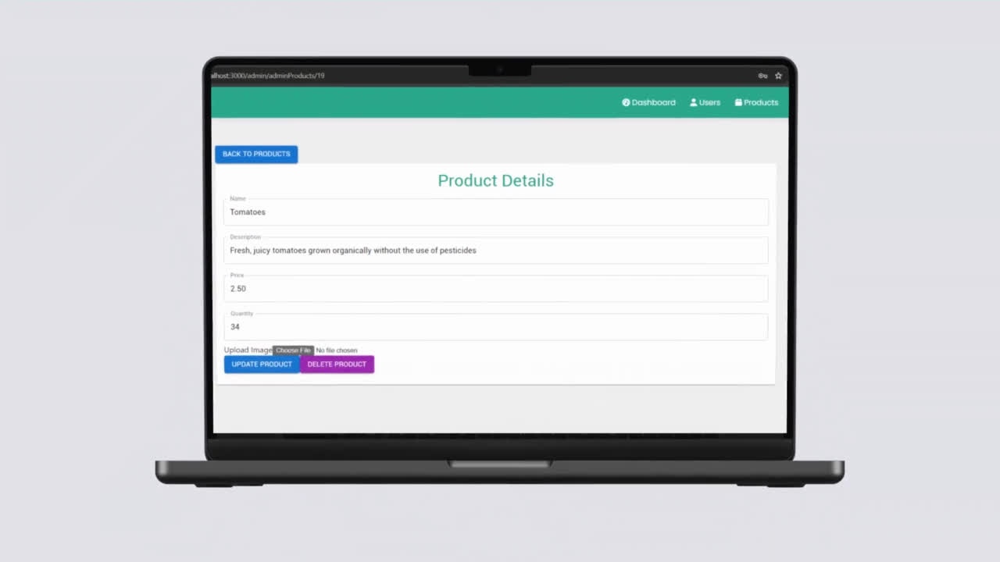 alhost:3000/admin/adminProducts/19
Dashboard Users Products
BACK TO PRODUCTS
Product Details
Name
Tomatoes
Description
Fresh, juicy tomatoes grown organically without the use of pesticides
Price
2.50
Quantity
34
Upload Image Choose File No file chosen
UPDATE PRODUCT DELETE PRODUCT